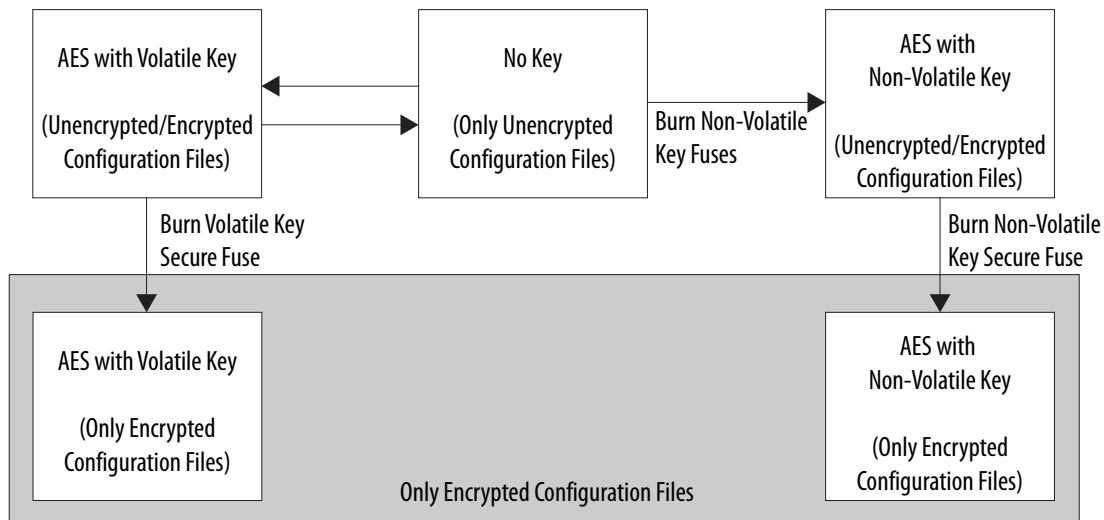 AES with Volatile Key
(Unencrypted/Encrypted
Configuration Files)
No Key
(Only Unencrypted
Configuration Files)
Burn Non-Volatile
Key Fuses
AES with
Non-Volatile Key
(Unencrypted/Encrypted
Configuration Files)
Burn Volatile Key
Secure Fuse
Burn Non-Volatile
Key Secure Fuse
AES with Volatile Key
(Only Encrypted
Configuration Files)
AES with
Non-Volatile Key
(Only Encrypted
Configuration Files)
Only Encrypted Configuration Files